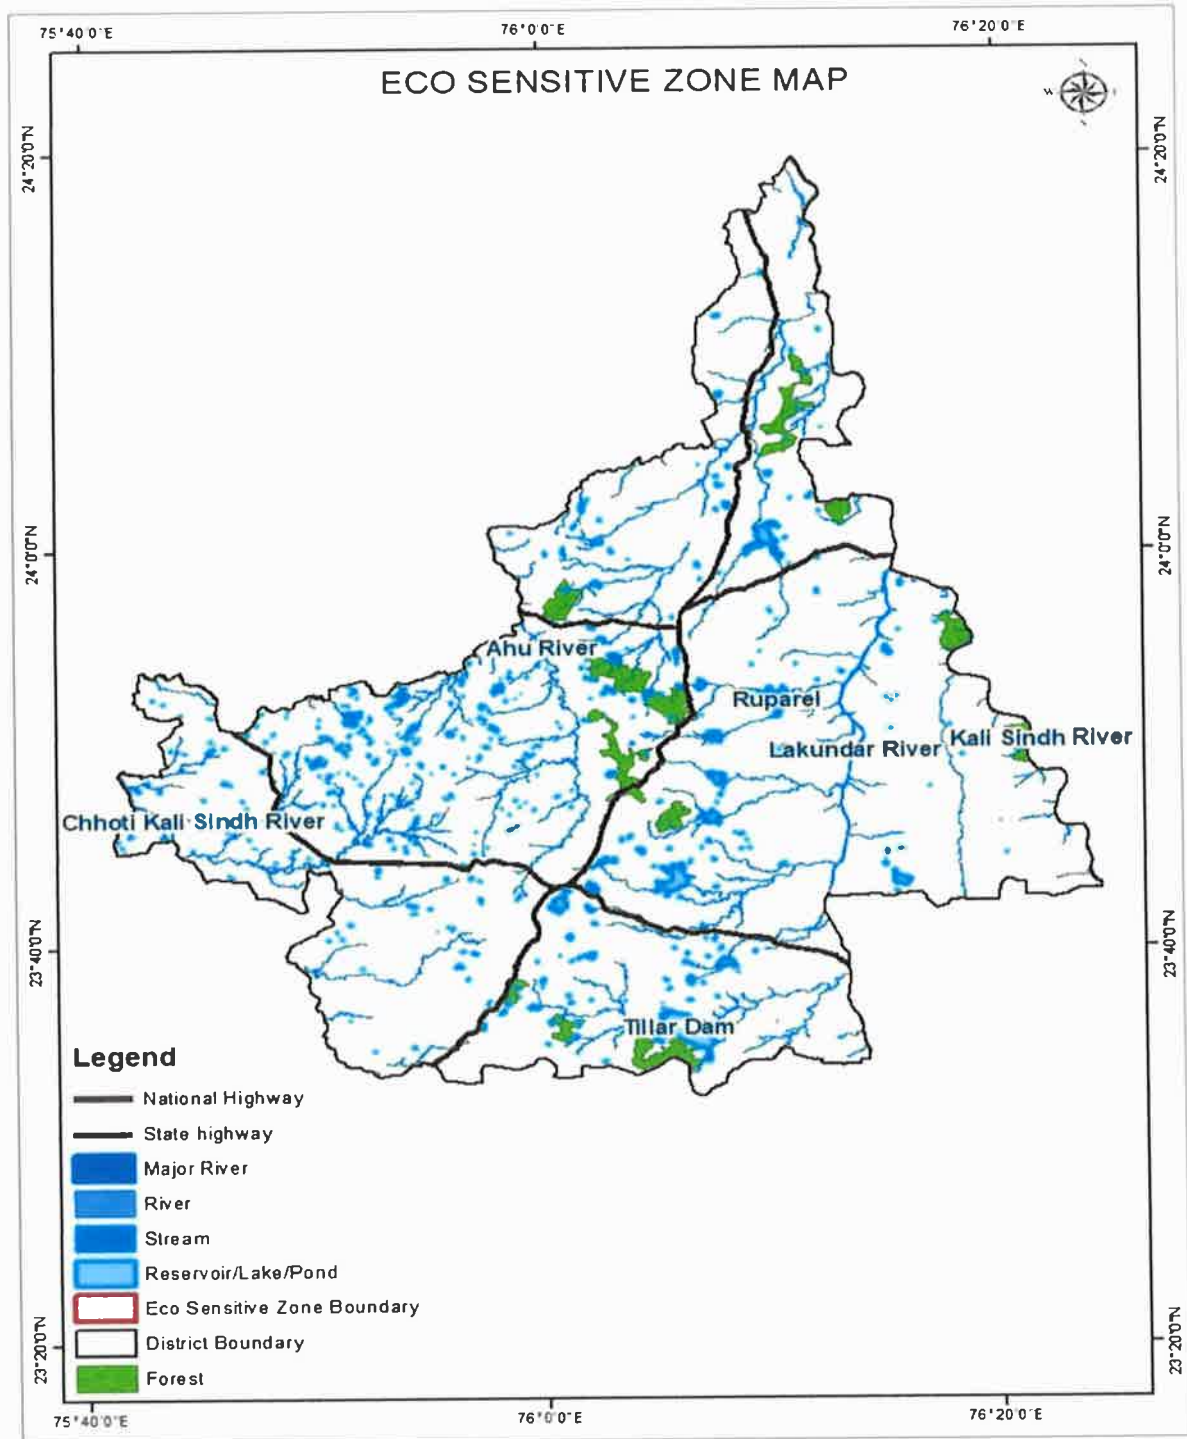 75°40'0"E 76°0'0"E 76°20'0"E
ECO SENSITIVE ZONE MAP
W
24°20'0"N 24°20'0"N
24°0'0"N 24°0'0"N
Ahu River
Ruparel
Lakundar River
Kali Sindh River
Chhoti Kali Sindh River
23°40'0"N 23°40'0"N
Tillar Dam
Legend
National Highway
State highway
Major River
River
Stream
Reservoir/Lake/Pond
Eco Sensitive Zone Boundary
District Boundary
Forest
23°20'0"N 23°20'0"N
75°40'0"E 76°0'0"E 76°20'0"E